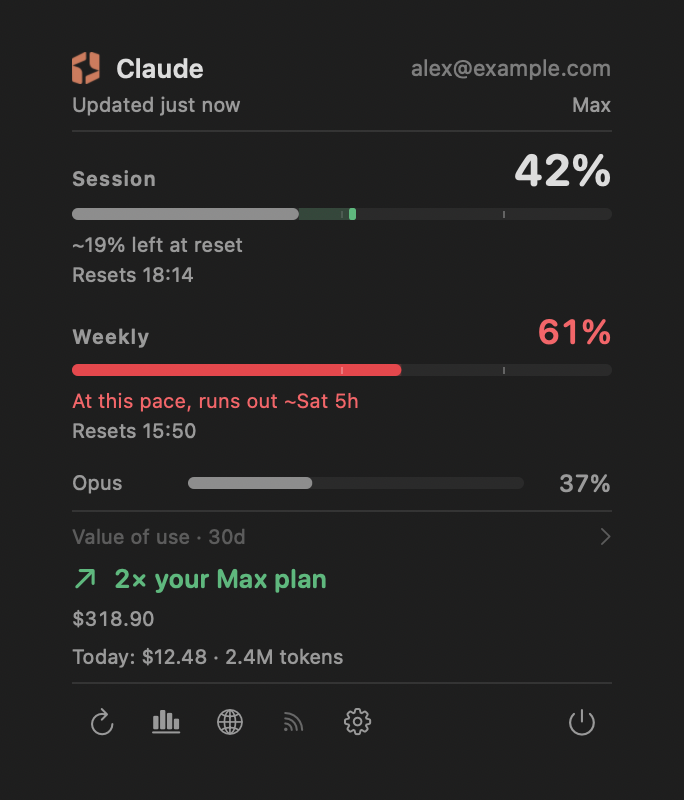 Claude
alex@example.com
Updated just now
Max
Session
42%
~19% left at reset
Resets 18:14
Weekly
61%
At this pace, runs out ~Sat 5h
Resets 15:50
Opus
37%
Value of use · 30d
2× your Max plan
$318.90
Today: $12.48 · 2.4M tokens